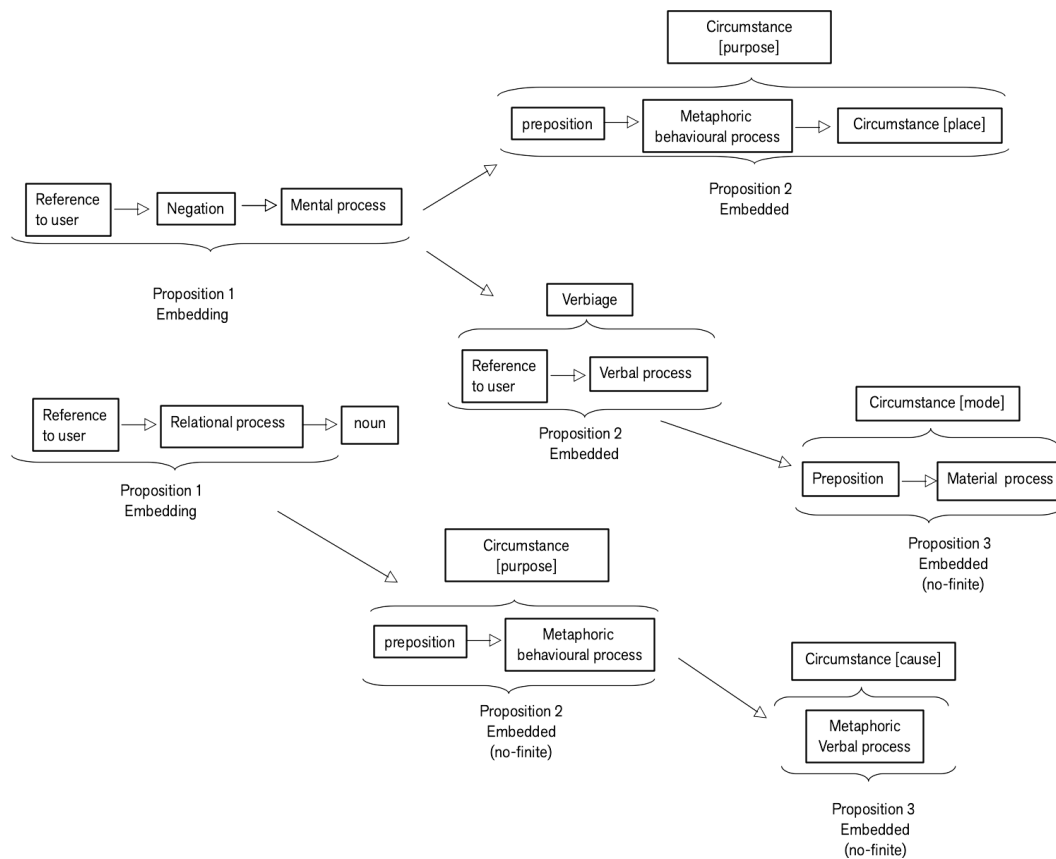 Circumstance
[purpose]
preposition
Metaphoric
behavioural process
Circumstance [place]
Proposition 2
Embedded
Reference
to user
Negation
Mental process
Proposition 1
Embedding
Verbiage
Reference
to user
Verbal process
Proposition 2
Embedded
Circumstance [mode]
Preposition
Material process
Proposition 3
Embedded
(no-finite)
Reference
to user
Relational process
noun
Proposition 1
Embedding
Circumstance
[purpose]
preposition
Metaphoric
behavioural process
Proposition 2
Embedded
(no-finite)
Circumstance [cause]
Metaphoric
Verbal process
Proposition 3
Embedded
(no-finite)